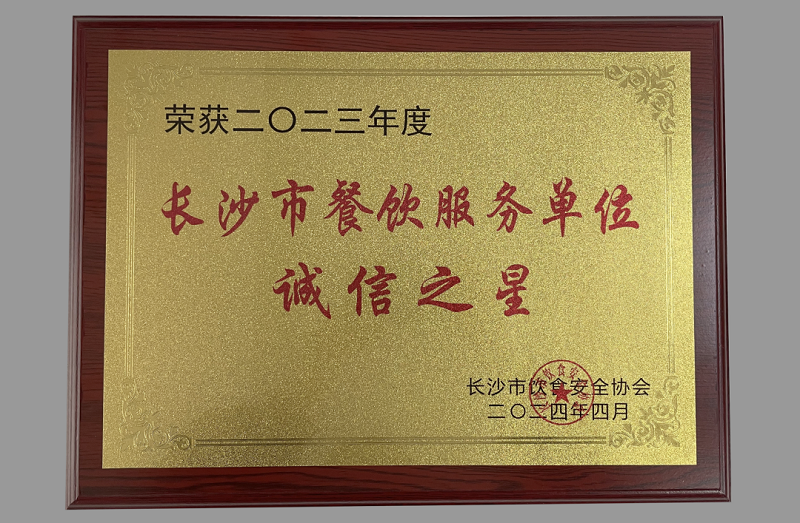 荣获二〇二三年度
长沙市餐饮服务单位
诚信之星
长沙市饮食安全协会
二〇二四年四月